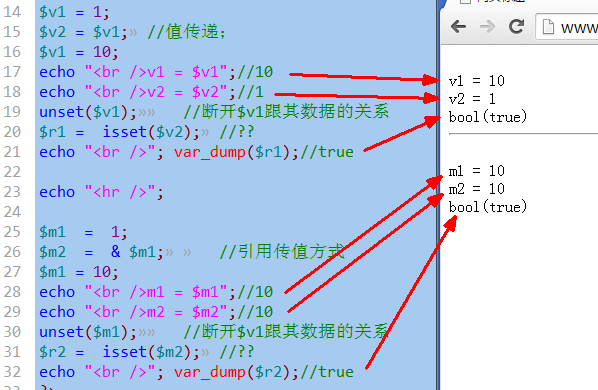 14 $v1 = 1;
15 $v2 = $v1;» //值传递;
16 $v1 = 10;
17 echo "<br />v1 = $v1";//10
18 echo "<br />v2 = $v2";//1
19 unset($v1);»» //断开$v1跟其数据的关系
20 $r1 = isset($v2);» //??
21 echo "<br />"; var_dump($r1);//true
22
23 echo "<hr />";
24
25 $m1 = 1;
26 $m2 = & $m1;» » //引用传值方式
27 $m1 = 10;
28 echo "<br />m1 = $m1";//10
29 echo "<br />m2 = $m2";//10
30 unset($m1);»» //断开$v1跟其数据的关系
31 $r2 = isset($m2);» //??
32 echo "<br />"; var_dump($r2);//true
www
v1 = 10
v2 = 1
bool(true)
m1 = 10
m2 = 10
bool(true)